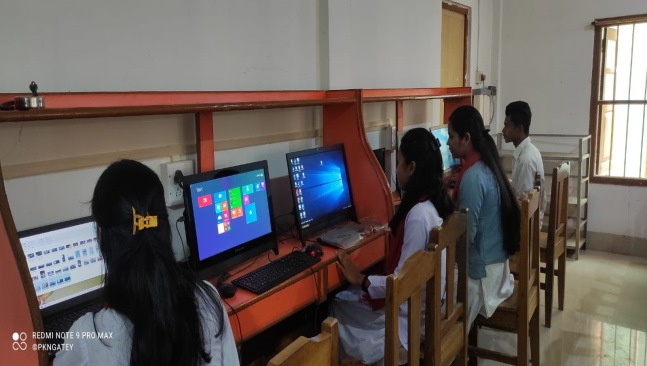 REDMI NOTE 9 PRO MAX
@PKNGATEY